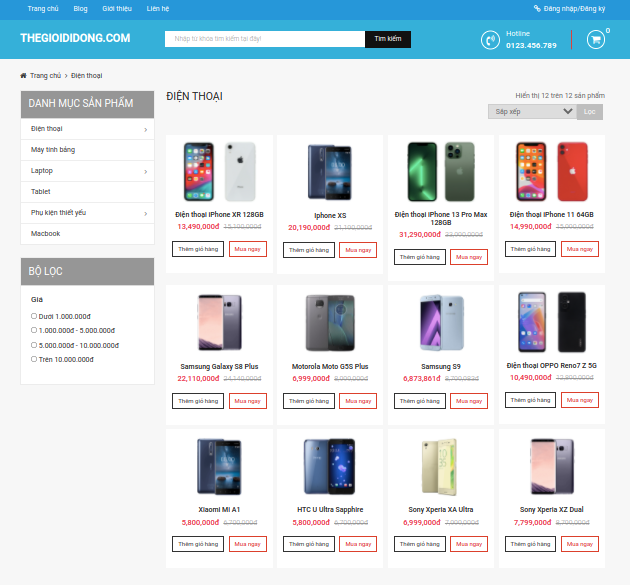 Trang chủ Blog Giới thiệu Liên hệ Đăng nhập/Đăng ký
THEGIOIDIDONG.COM Nhập từ khóa tìm kiếm tại đây! Tìm kiếm Hotline 0
0123.456.789
Trang chủ > Điện thoại
DANH MỤC SẢN PHẨM
Điện thoại
Máy tính bảng
Laptop
Tablet
Phụ kiện thiết yếu
Macbook
BỘ LỌC
Giá
Dưới 1.000.000đ
1.000.000đ - 5.000.000đ
5.000.000đ - 10.000.000đ
Trên 10.000.000đ
ĐIỆN THOẠI Hiển thị 12 trên 12 sản phẩm
Sắp xếp Lọc
Điện thoại iPhone XR 128GB
13,490,000đ 15,190,000đ
Thêm giỏ hàng Mua ngay
Iphone XS
20,190,000đ 21,190,000đ
Thêm giỏ hàng Mua ngay
Điện thoại iPhone 13 Pro Max
128GB
31,290,000đ 33,990,000đ
Thêm giỏ hàng Mua ngay
Điện thoại iPhone 11 64GB
14,990,000đ 15,990,000đ
Thêm giỏ hàng Mua ngay
Samsung Galaxy S8 Plus
22,110,000đ 24,140,000đ
Thêm giỏ hàng Mua ngay
Motorola Moto G5S Plus
6,999,000đ 8,999,000đ
Thêm giỏ hàng Mua ngay
Samsung S9
6,873,861đ
Thêm giỏ hàng Mua ngay
Điện thoại OPPO Reno7 Z 5G
10,490,000đ 12,890,000đ
Thêm giỏ hàng Mua ngay
Xiaomi Mi A1
5,800,000đ 6,700,000đ
Thêm giỏ hàng Mua ngay
HTC U Ultra Sapphire
5,800,000đ 6,700,000đ
Thêm giỏ hàng Mua ngay
Sony Xperia XA Ultra
6,999,000đ 7,990,000đ
Thêm giỏ hàng Mua ngay
Sony Xperia XZ Dual
7,799,000đ 8,799,000đ
Thêm giỏ hàng Mua ngay